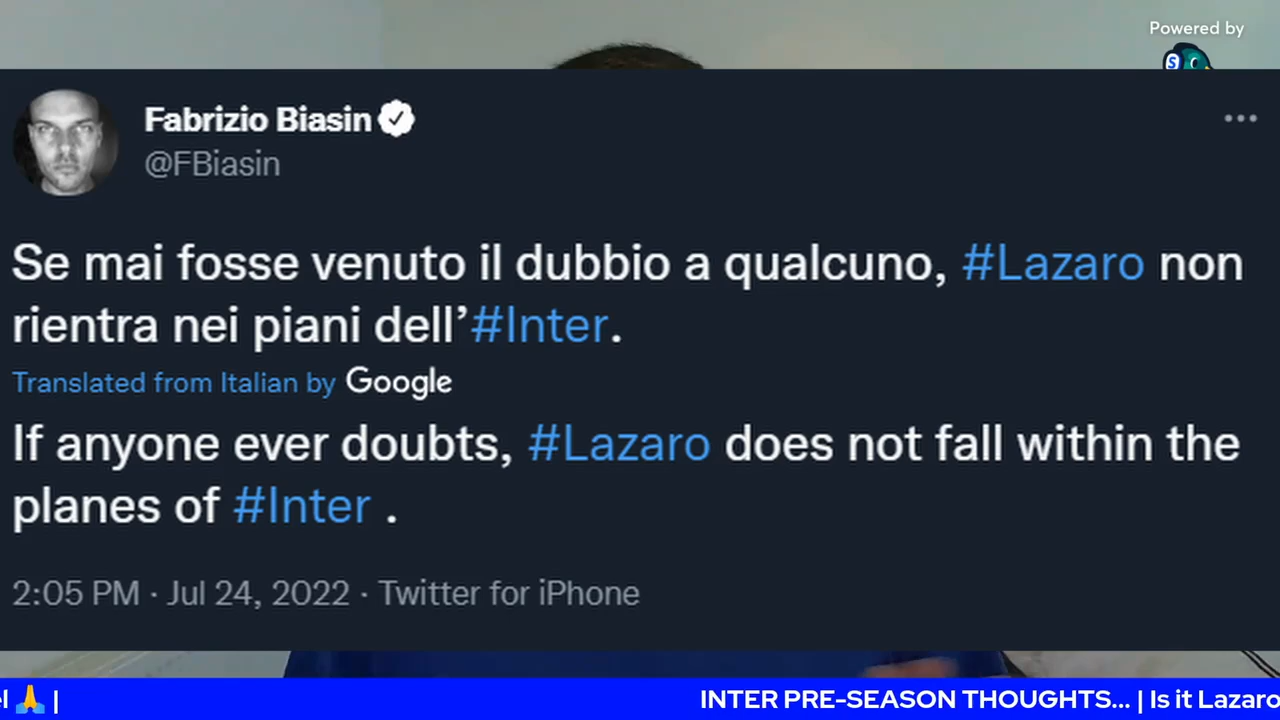 Powered by
S
Fabrizio Biasin
@FBiasin
Se mai fosse venuto il dubbio a qualcuno, #Lazaro non
rientra nei piani dell’#Inter.
Translated from Italian by Google
If anyone ever doubts, #Lazaro does not fall within the
planes of #Inter .
2:05 PM · Jul 24, 2022 · Twitter for iPhone
🙏 | INTER PRE-SEASON THOUGHTS... | Is it Lazaro